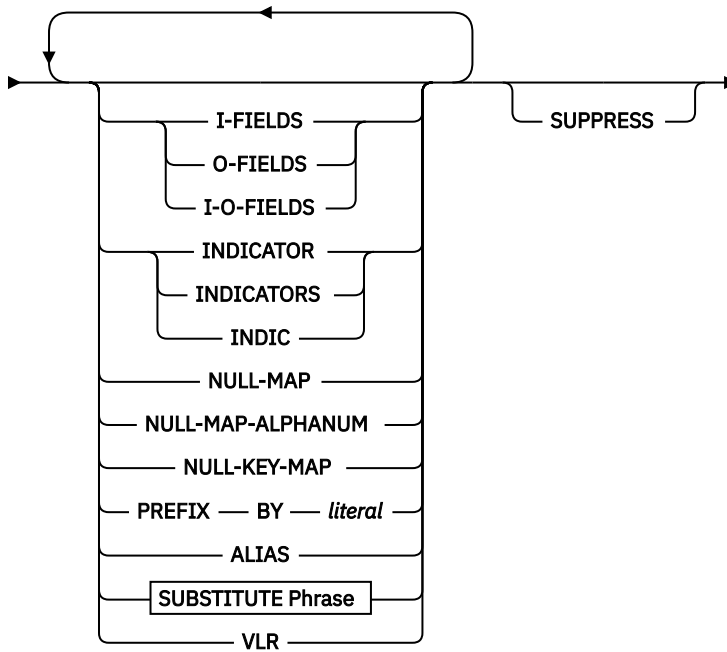 I-FIELDS
SUPPRESS
O-FIELDS
I-O-FIELDS
INDICATOR
INDICATORS
INDIC
NULL-MAP
NULL-MAP-ALPHANUM
NULL-KEY-MAP
PREFIX BY literal
ALIAS
SUBSTITUTE Phrase
VLR